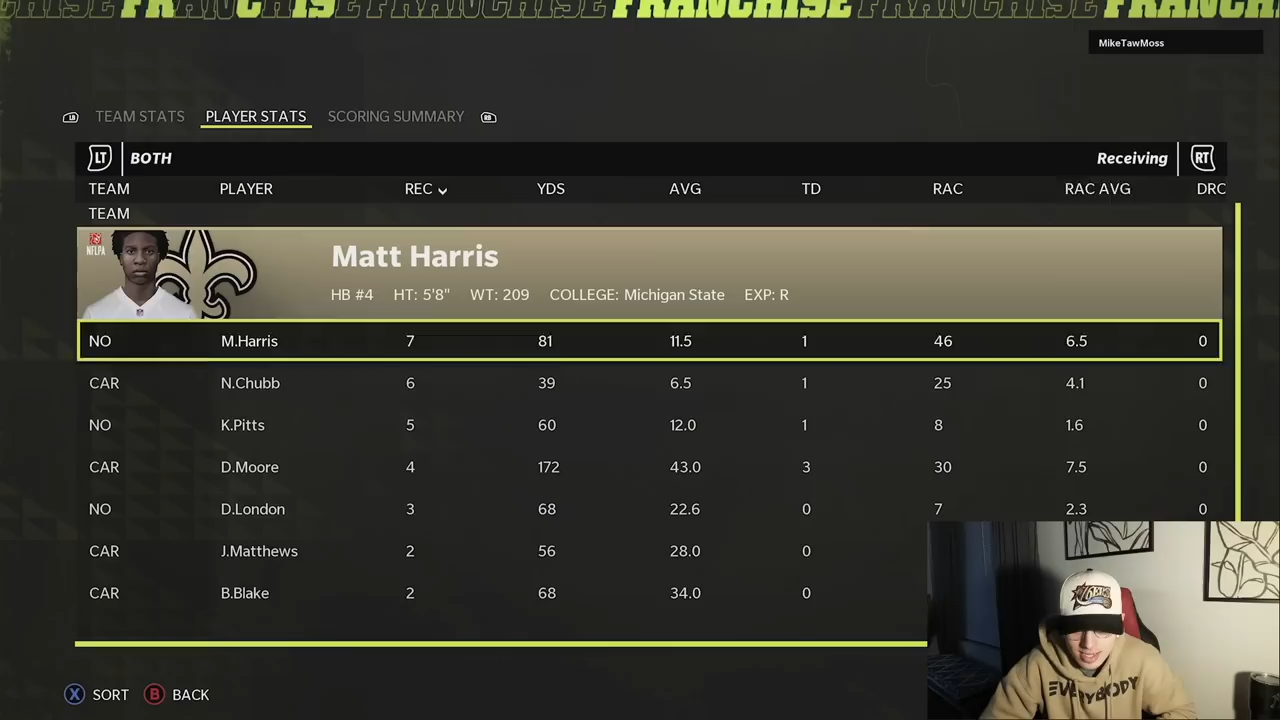 FRANCHISE FRANCHISE FRANCHISE FRANCHISE FRANCHISE
MikeTawMoss
LB TEAM STATS PLAYER STATS SCORING SUMMARY RB
LT BOTH Receiving RT
TEAM PLAYER REC YDS AVG TD RAC RAC AVG DRC
TEAM
NFLPA
Matt Harris
HB #4 HT: 5'8" WT: 209 COLLEGE: Michigan State EXP: R
NO M.Harris 7 81 11.5 1 46 6.5 0
CAR N.Chubb 6 39 6.5 1 25 4.1 0
NO K.Pitts 5 60 12.0 1 8 1.6 0
CAR D.Moore 4 172 43.0 3 30 7.5 0
NO D.London 3 68 22.6 0 7 2.3 0
CAR J.Matthews 2 56 28.0 0
CAR B.Blake 2 68 34.0 0
76ERS
EVERYBODY
X SORT B BACK